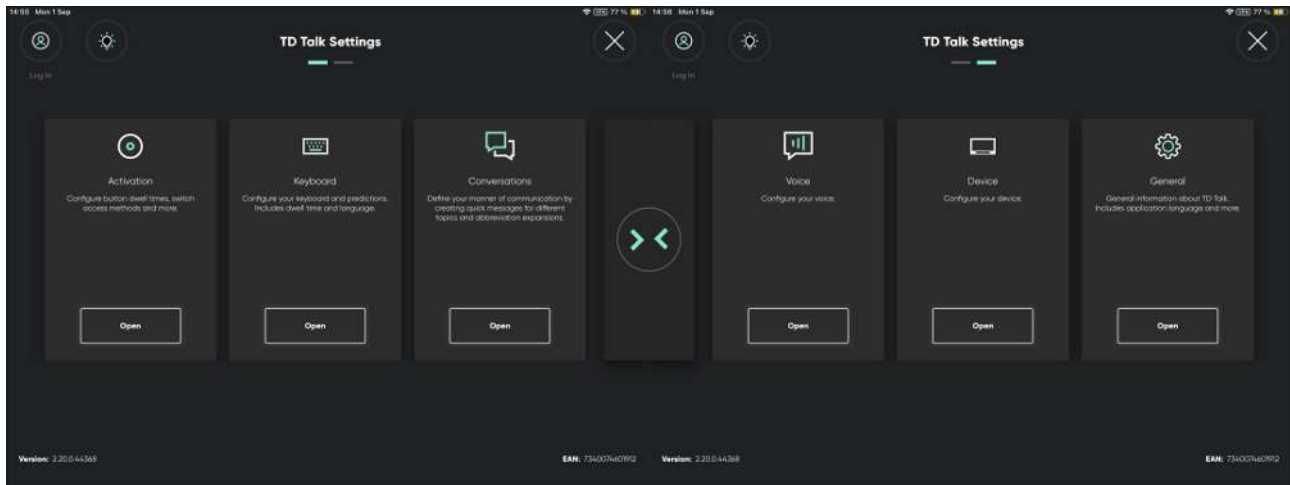 14:58 Mon 1 Sep
VPN 77 %
TD Talk Settings
Log in
Activation
Configure button dwell times, switch
access methods and more.
Open
Keyboard
Configure your keyboard and predictions.
Includes dwell time and language.
Open
Conversations
Define your manner of communication by
creating quick messages for different
topics and abbreviation expansions.
Open
Version: 2.20.0.44368
EAN: 7340074601912
14:58 Mon 1 Sep
VPN 77 %
TD Talk Settings
Log in
Voice
Configure your voice.
Open
Device
Configure your device.
Open
General
General information about TD Talk.
Includes application language and more.
Open
Version: 2.20.0.44368
EAN: 7340074601912